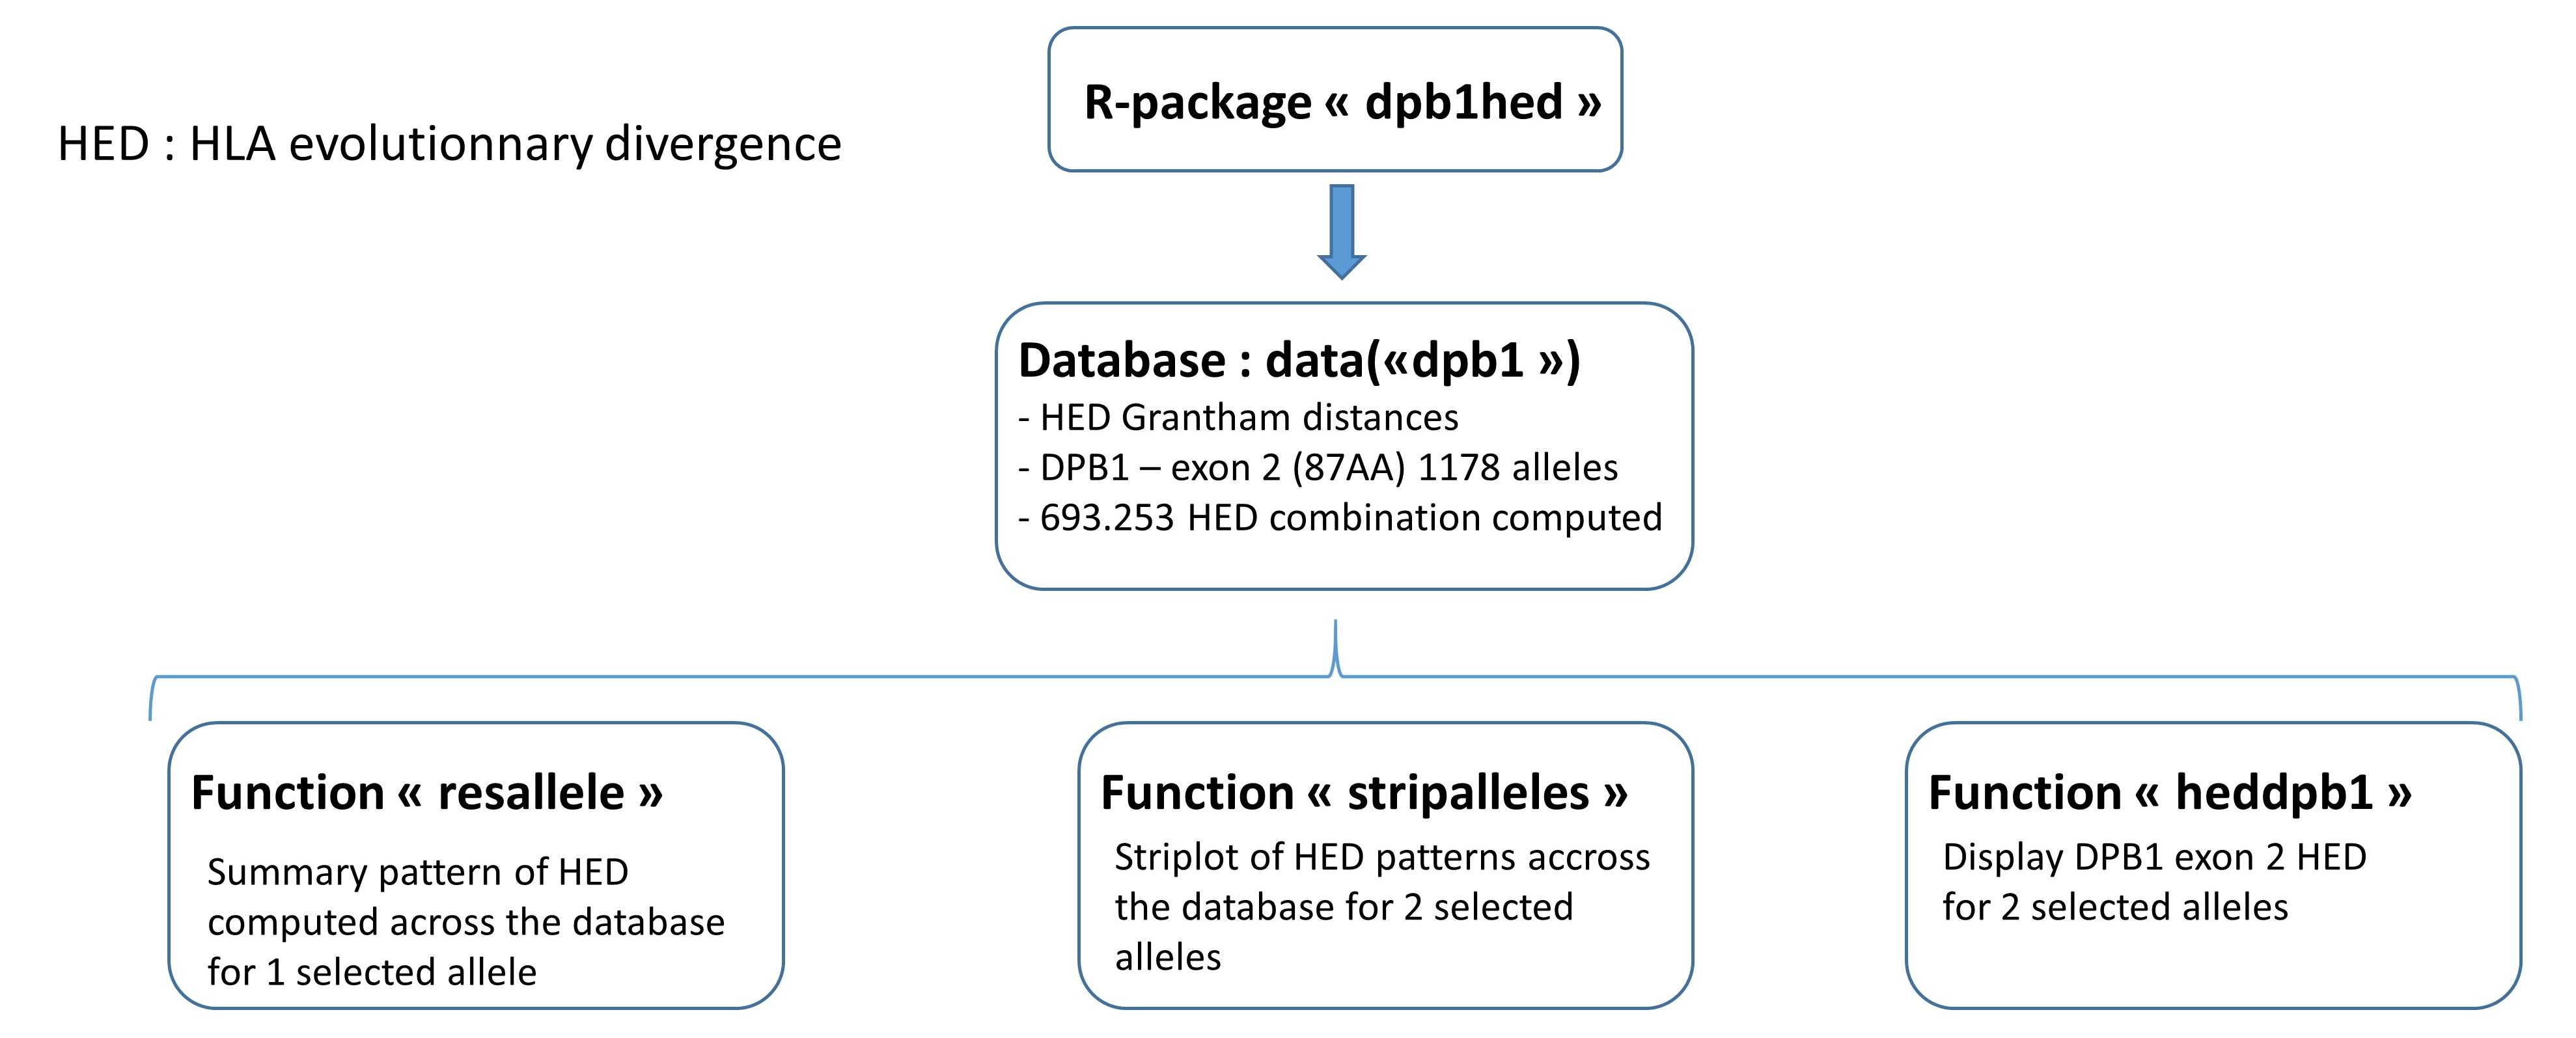 R-package « dpb1hed »
HED : HLA evolutionnary divergence
Database : data(«dpb1 »)
- HED Grantham distances
- DPB1 – exon 2 (87AA) 1178 alleles
- 693.253 HED combination computed
Function « resallele »
Summary pattern of HED
computed across the database
for 1 selected allele
Function « stripalleles »
Striplot of HED patterns accross
the database for 2 selected
alleles
Function « heddpb1 »
Display DPB1 exon 2 HED
for 2 selected alleles